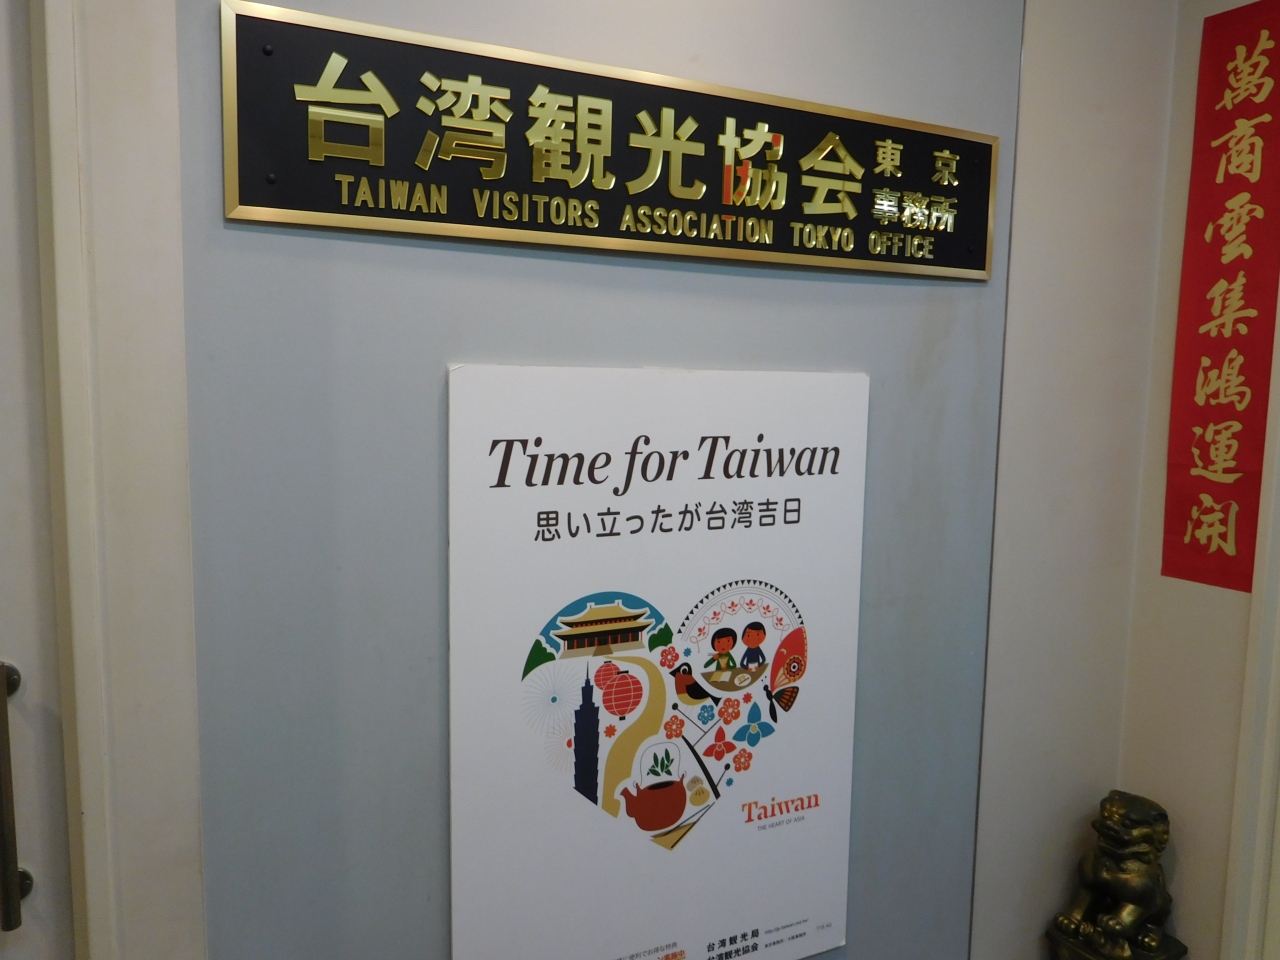 台湾観光協会 東京
事務所
TAIWAN VISITORS ASSOCIATION TOKYO OFFICE
萬商雲集鴻運開
Time for Taiwan
思い立ったが台湾吉日
Taiwan
THE HEART OF ASIA
台湾観光局
台湾観光協会